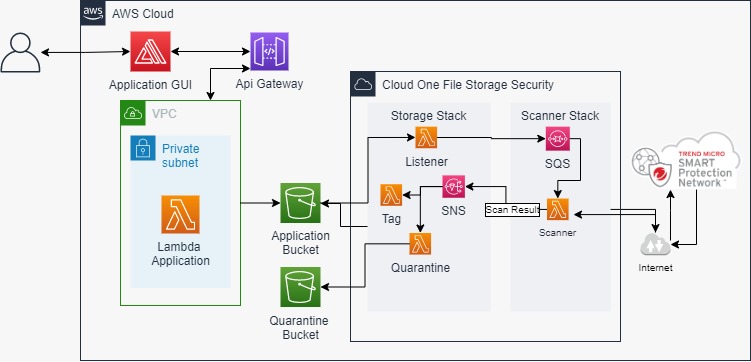 aws
AWS Cloud
Application GUI
Api Gateway
VPC
Private
subnet
Lambda
Application
Application
Bucket
Quarantine
Bucket
Cloud One File Storage Security
Storage Stack
Listener
Tag
SNS
Quarantine
Scanner Stack
SQS
Scan Result
Scanner
TREND MICRO
SMART
Protection
Network™
Internet